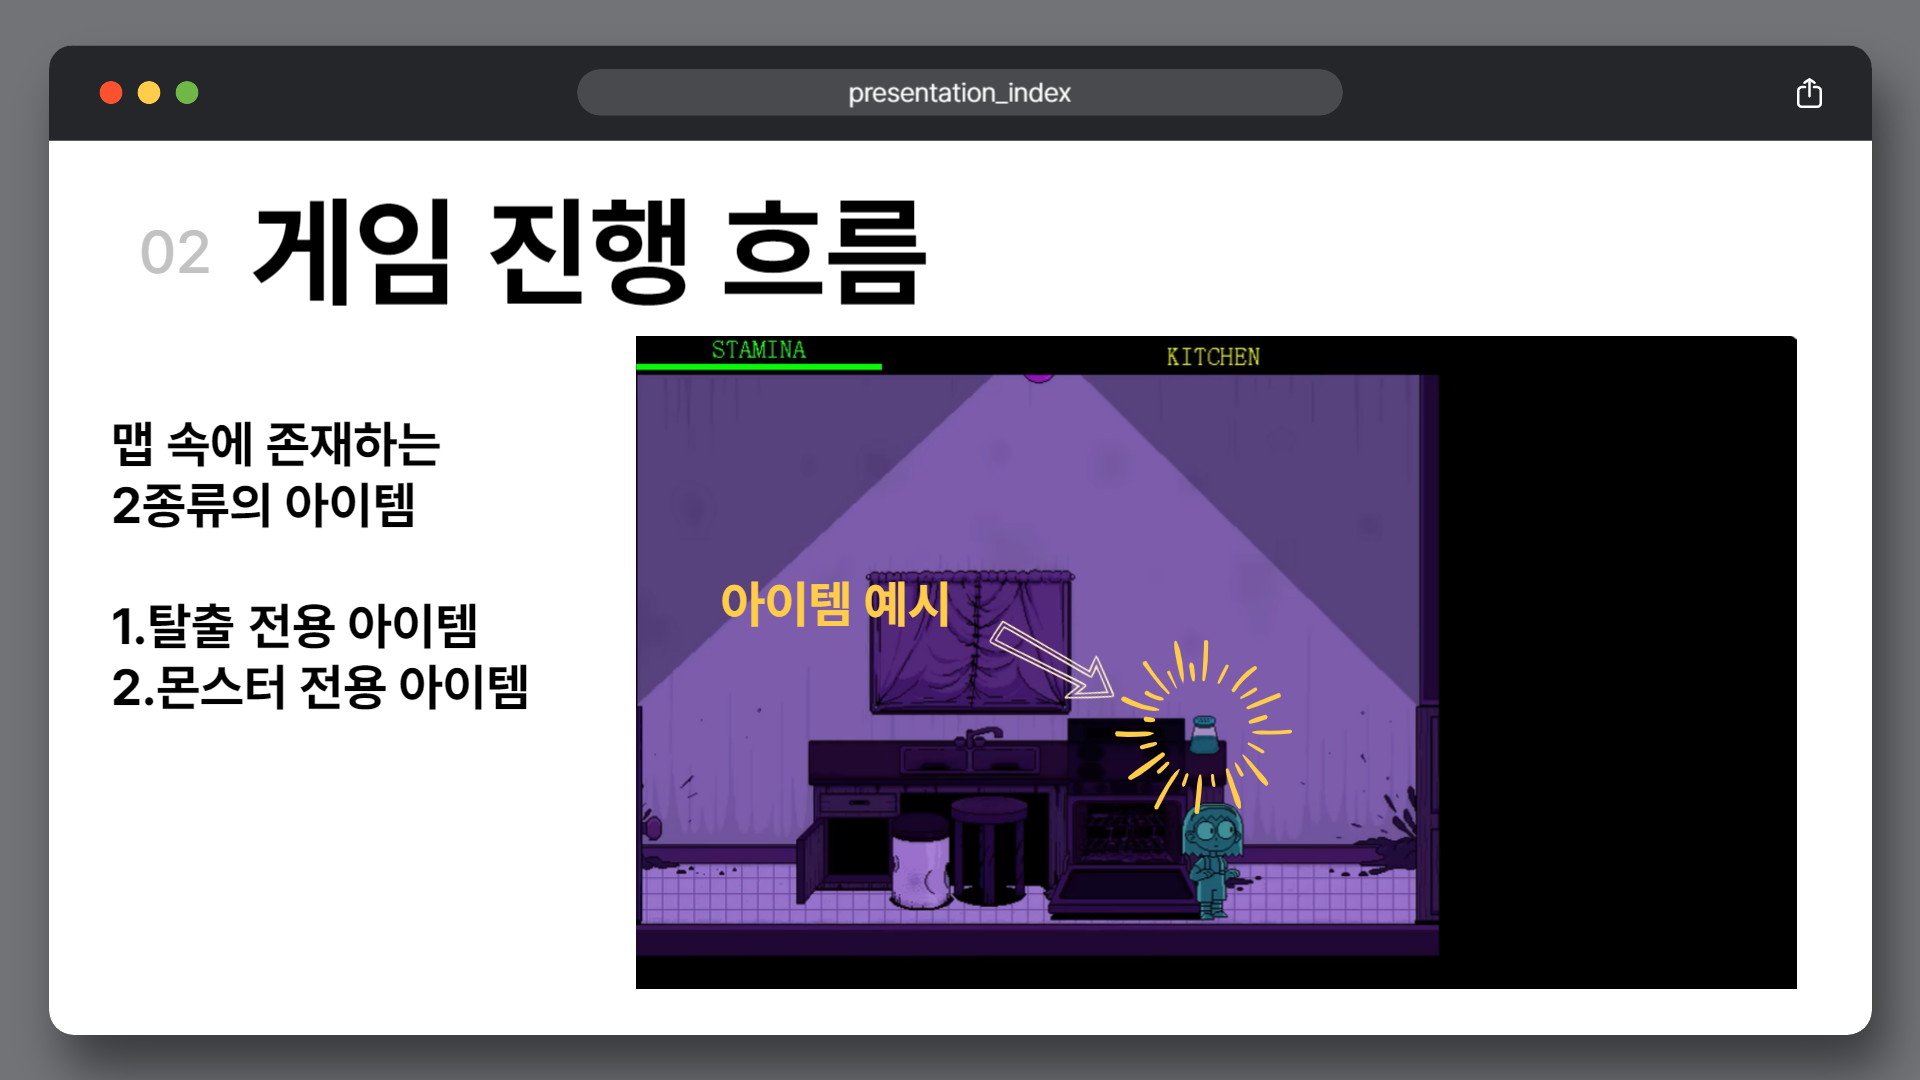 presentation_index
02 게임 진행 흐름
맵 속에 존재하는
2종류의 아이템
1.탈출 전용 아이템
2.몬스터 전용 아이템
STAMINA
KITCHEN
아이템 예시